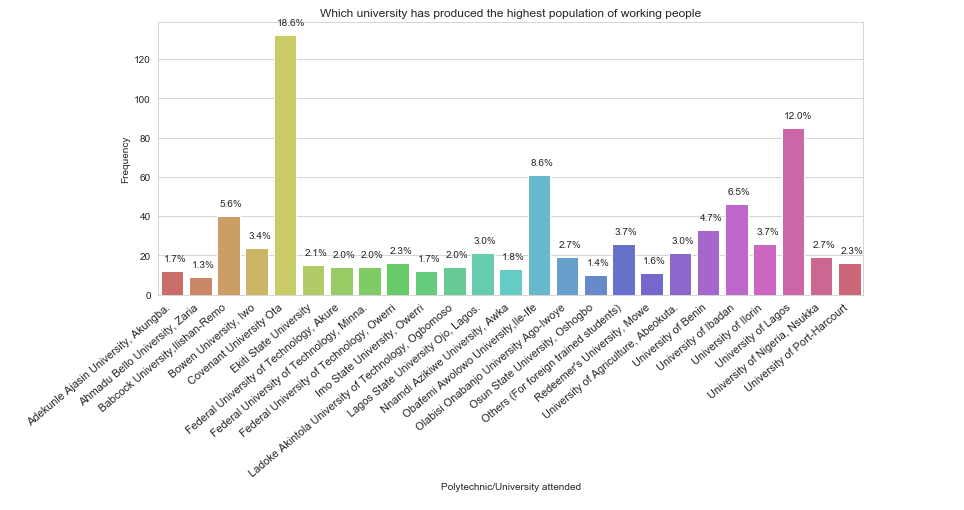 Which university has produced the highest population of working people
18.6%
120
100
80
60
40
20
0
Frequency
1.7%
1.3%
5.6%
3.4%
2.1%
2.0%
2.0%
2.3%
1.7%
2.0%
3.0%
1.8%
8.6%
2.7%
1.4%
3.7%
1.6%
3.0%
4.7%
6.5%
3.7%
12.0%
2.7%
2.3%
Adekunle Ajasin University, Akungba.
Ahmadu Bello University, Zaria
Babcock University,Ilishan-Remo
Bowen University, Iwo
Covenant University Ota
Ekiti State University
Federal University of Technology, Akure
Federal University of Technology, Minna.
Federal University of Technology, Owerri
Imo State University, Owerri
Ladoke Akintola University of Technology, Ogbomoso
Lagos State University Ojo, Lagos.
Nnamdi Azikiwe University, Awka
Obafemi Awolowo University,Ile-Ife
Olabisi Onabanjo University Ago-Iwoye
Osun State University, Oshogbo
Others (For foreign trained students)
Redeemer's University, Mowe
University of Agriculture, Abeokuta.
University of Benin
University of Ibadan
University of Ilorin
University of Lagos
University of Nigeria, Nsukka
University of Port-Harcourt
Polytechnic/University attended